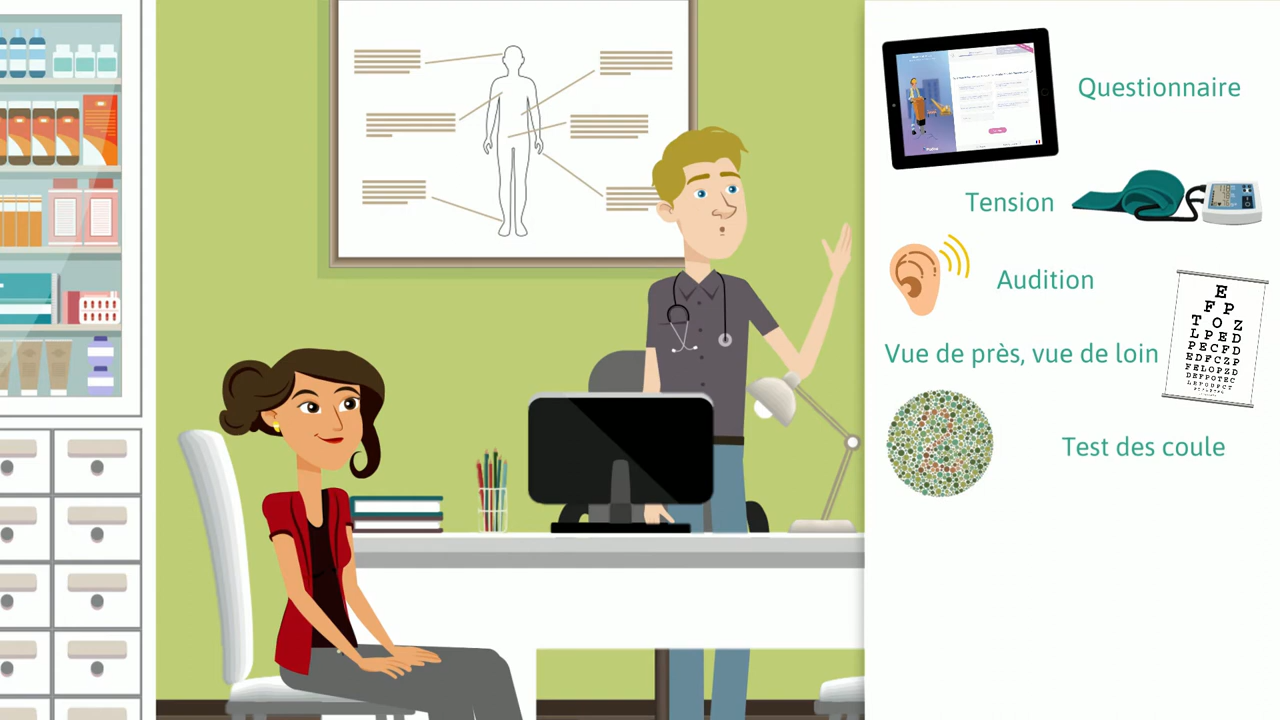 Questionnaire
Tension
Audition
Vue de près, vue de loin
E
F P
T O Z
L P E D
P E C F D
E D F C Z P
F E L O P Z D
D E F P O T E C
Test des coule